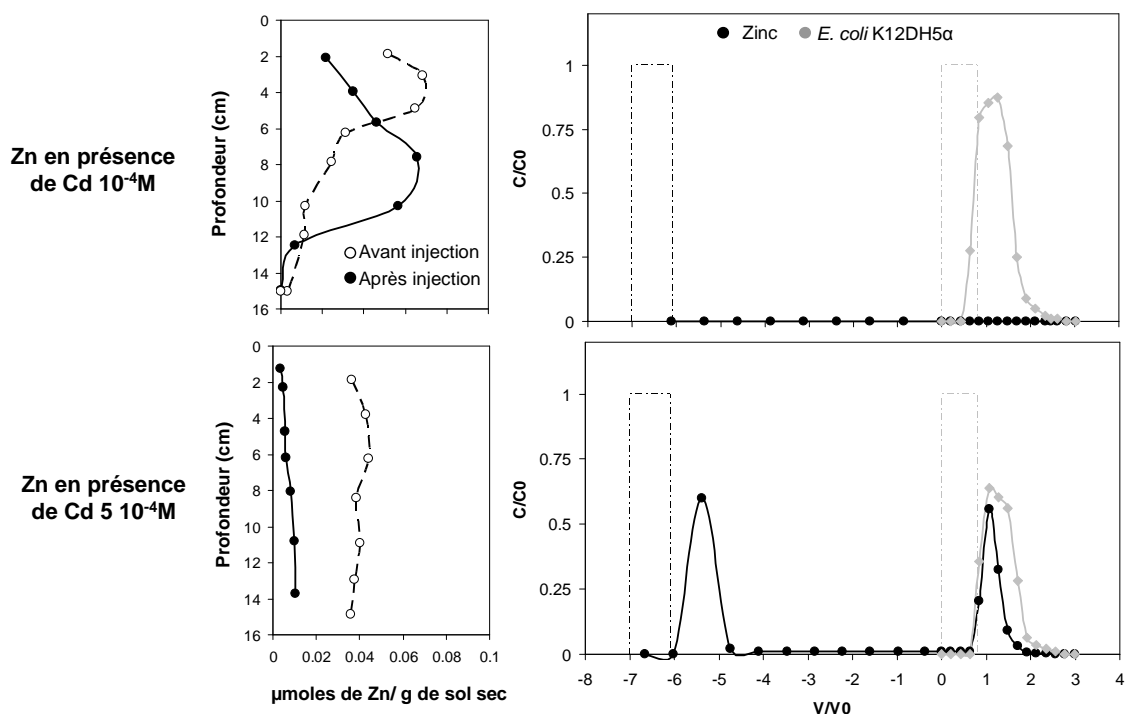 Zn en présence
de Cd 10-4M
Profondeur (cm)
0
2
4
6
8
10
12
14
16
Avant injection
Après injection
Zinc
E. coli K12DH5α
C/C0
1
0.75
0.5
0.25
0
Zn en présence
de Cd 5 10-4M
Profondeur (cm)
0
2
4
6
8
10
12
14
16
0 0.02 0.04 0.06 0.08 0.1
µmoles de Zn/ g de sol sec
C/C0
1
0.75
0.5
0.25
0
-8 -7 -6 -5 -4 -3 -2 -1 0 1 2 3 4
V/V0